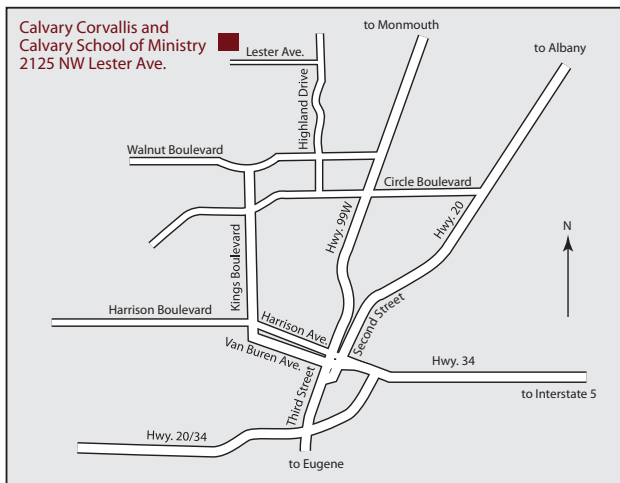 Calvary Corvallis and
Calvary School of Ministry
2125 NW Lester Ave.
to Monmouth
to Albany
Lester Ave.
Highland Drive
Walnut Boulevard
Circle Boulevard
Hwy. 99W
Hwy. 20
N
Kings Boulevard
Harrison Boulevard
Harrison Ave.
Second Street
Van Buren Ave.
Hwy. 34
Third Street
to Interstate 5
Hwy. 20/34
to Eugene